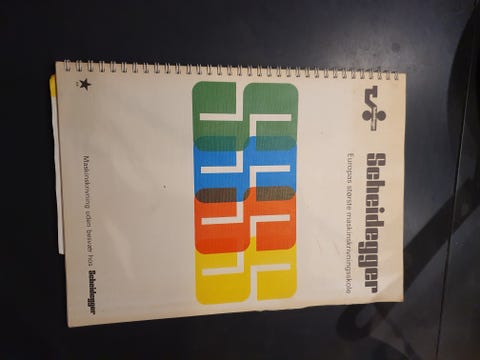 Scheidegger
Europas største maskinskrivningsskole
Maskinskrivning uden besvær hos Scheidegger